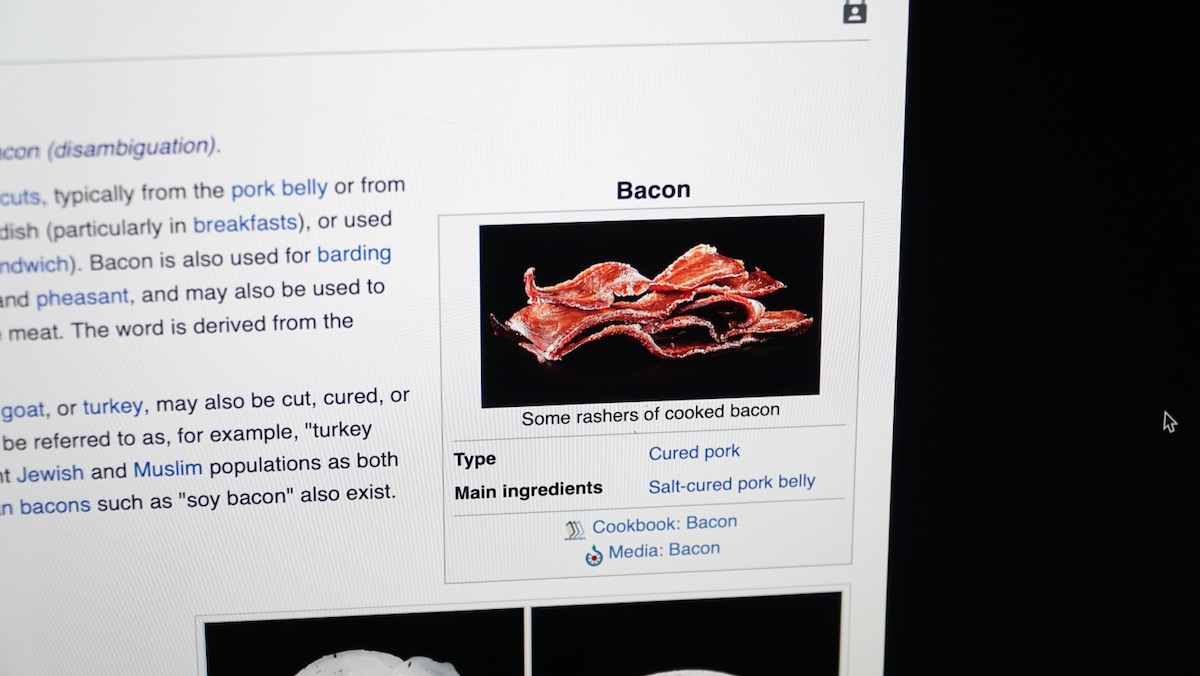 (disambiguation).
cuts, typically from the pork belly or from
dish (particularly in breakfasts), or used
Bacon is also used for barding
and pheasant, and may also be used to
meat. The word is derived from the
goat, or turkey, may also be cut, cured, or
be referred to as, for example, "turkey
Jewish and Muslim populations as both
bacons such as "soy bacon" also exist.
Bacon
Some rashers of cooked bacon
Type Cured pork
Main ingredients Salt-cured pork belly
Cookbook: Bacon
Media: Bacon